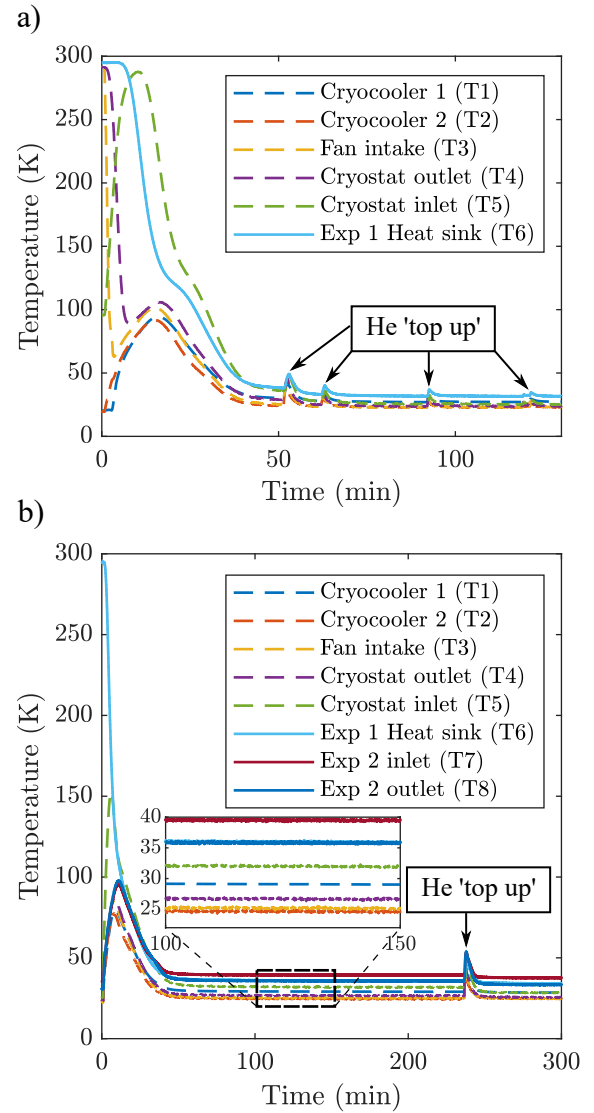 a)
300
250
200
150
100
50
0
Temperature (K)
Cryocooler 1 (T1)
Cryocooler 2 (T2)
Fan intake (T3)
Cryostat outlet (T4)
Cryostat inlet (T5)
Exp 1 Heat sink (T6)
He 'top up'
0
50
100
Time (min)
b)
300
250
200
150
100
50
0
Temperature (K)
Cryocooler 1 (T1)
Cryocooler 2 (T2)
Fan intake (T3)
Cryostat outlet (T4)
Cryostat inlet (T5)
Exp 1 Heat sink (T6)
Exp 2 inlet (T7)
Exp 2 outlet (T8)
40
35
30
25
100
150
He 'top up'
0
100
200
300
Time (min)